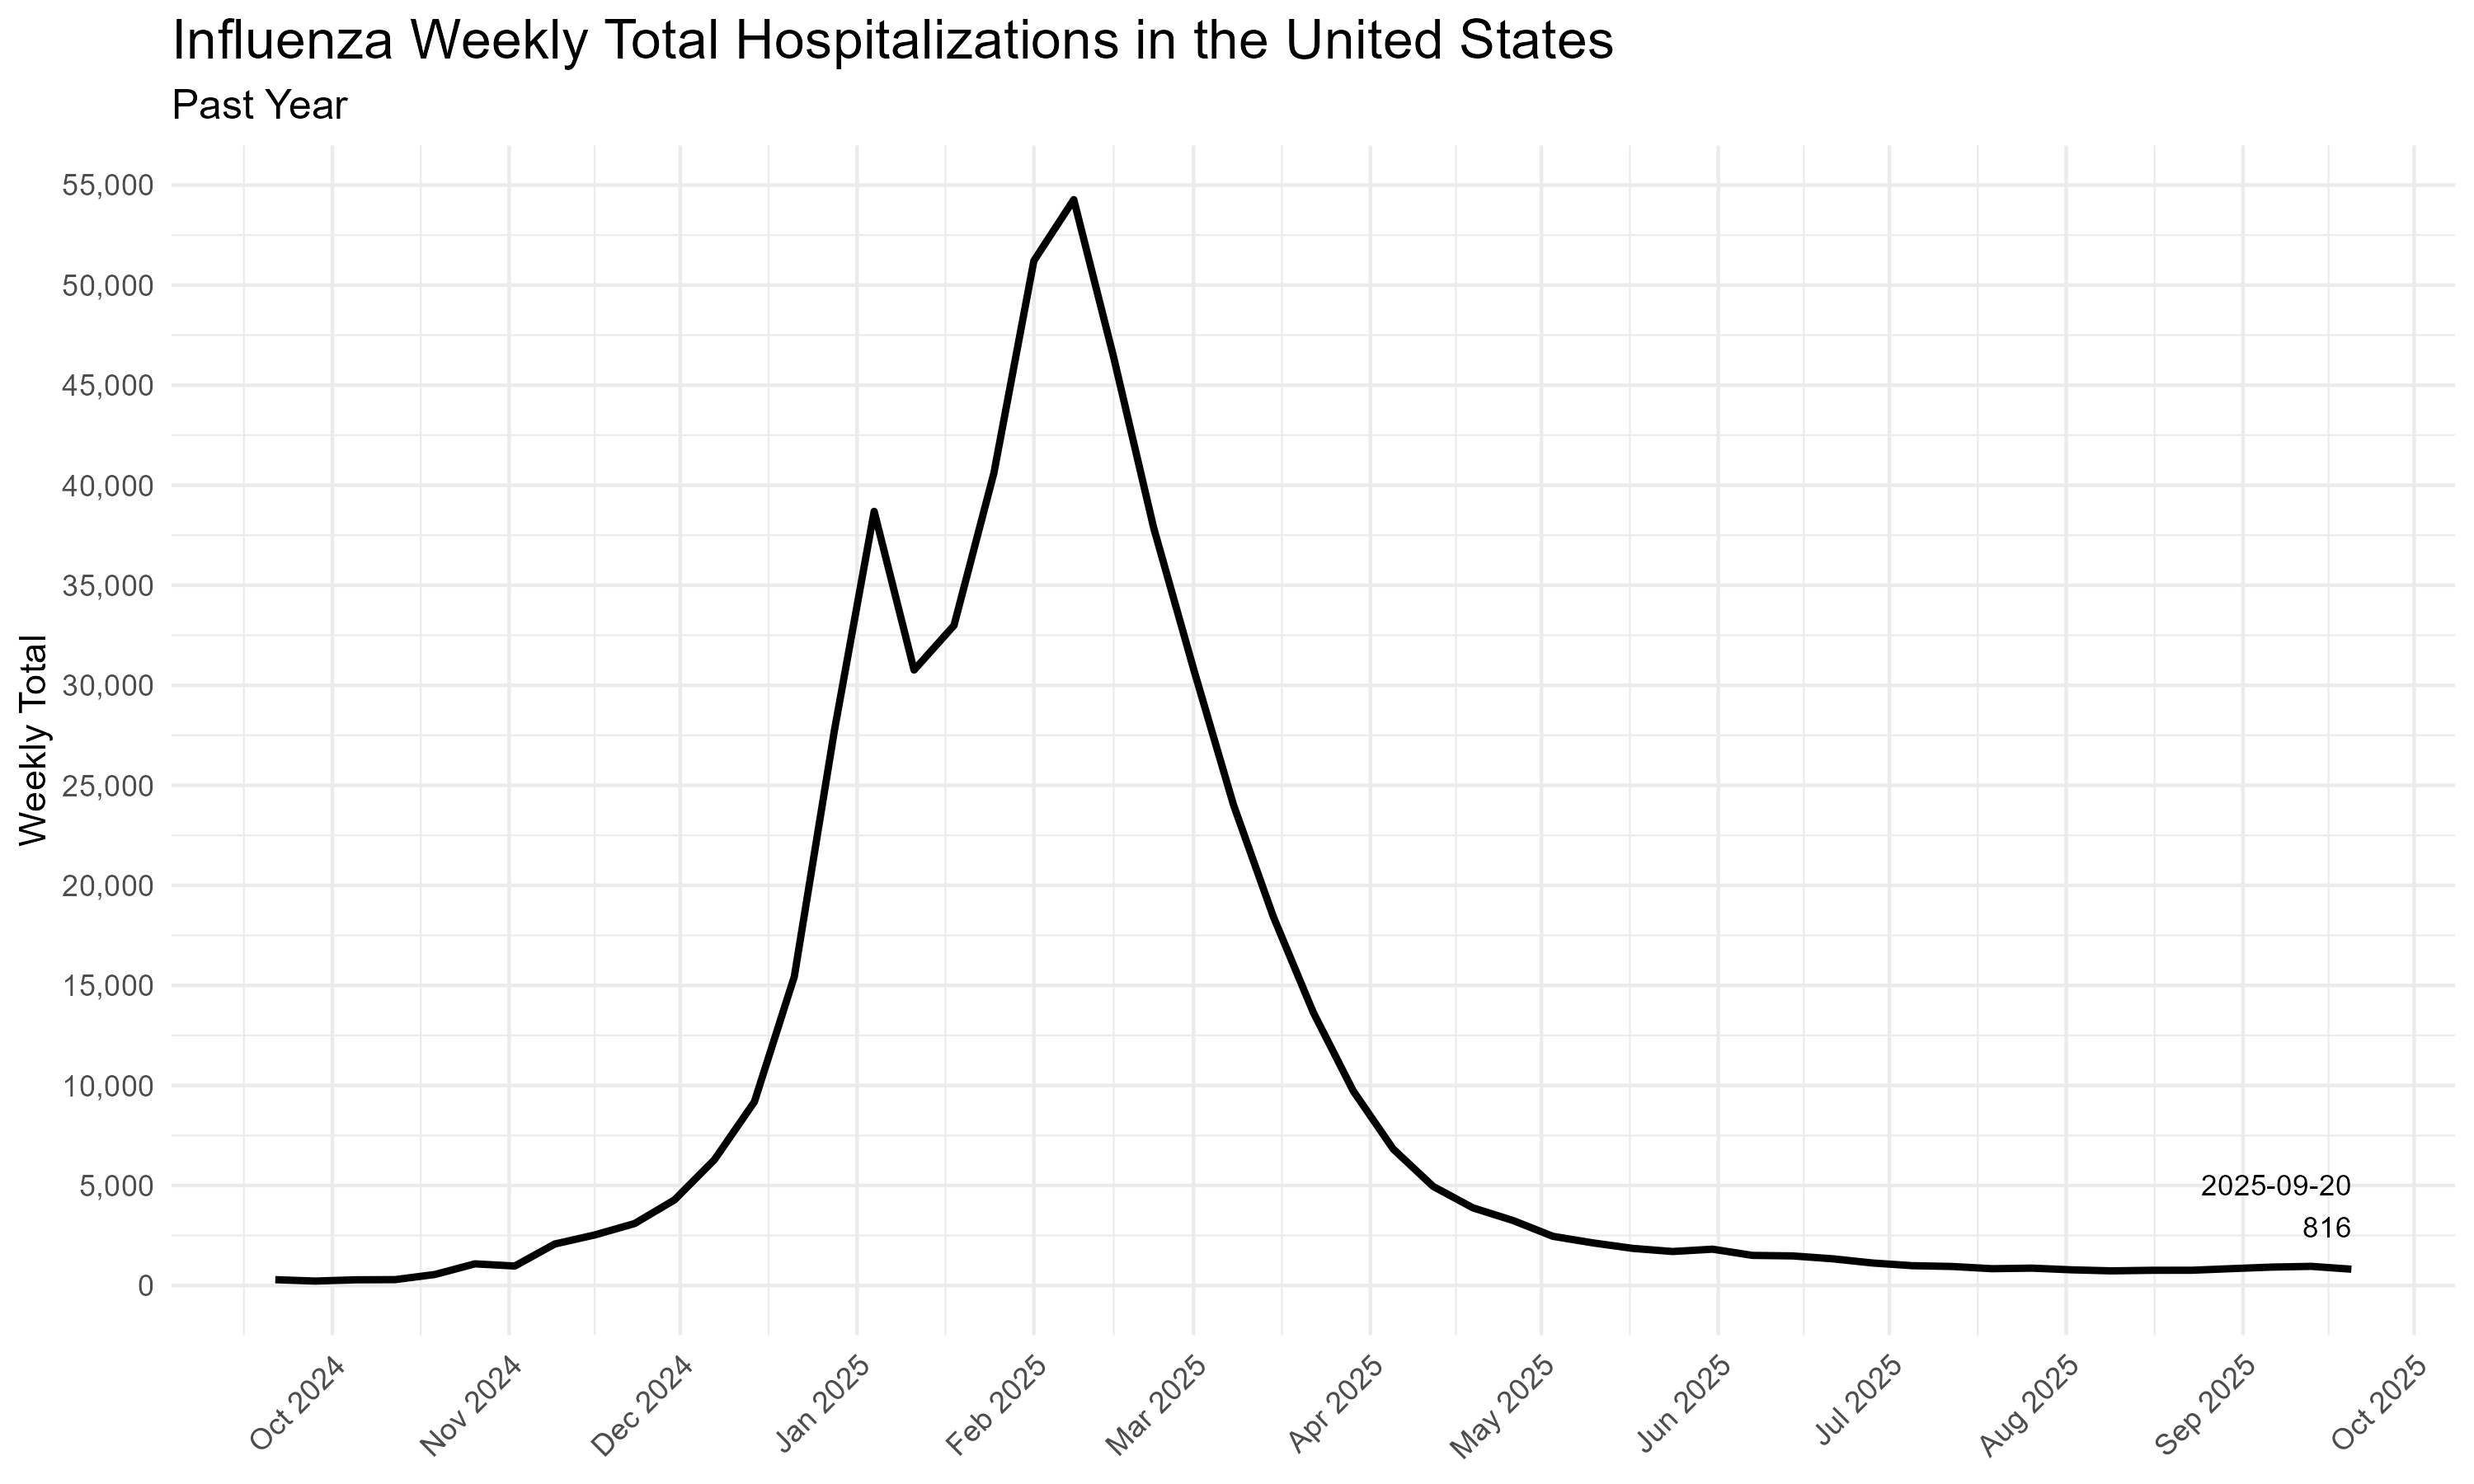 Influenza Weekly Total Hospitalizations in the United States
Past Year
Weekly Total
55,000
50,000
45,000
40,000
35,000
30,000
25,000
20,000
15,000
10,000
5,000
0
2025-09-20
816
Oct 2024
Nov 2024
Dec 2024
Jan 2025
Feb 2025
Mar 2025
Apr 2025
May 2025
Jun 2025
Jul 2025
Aug 2025
Sep 2025
Oct 2025